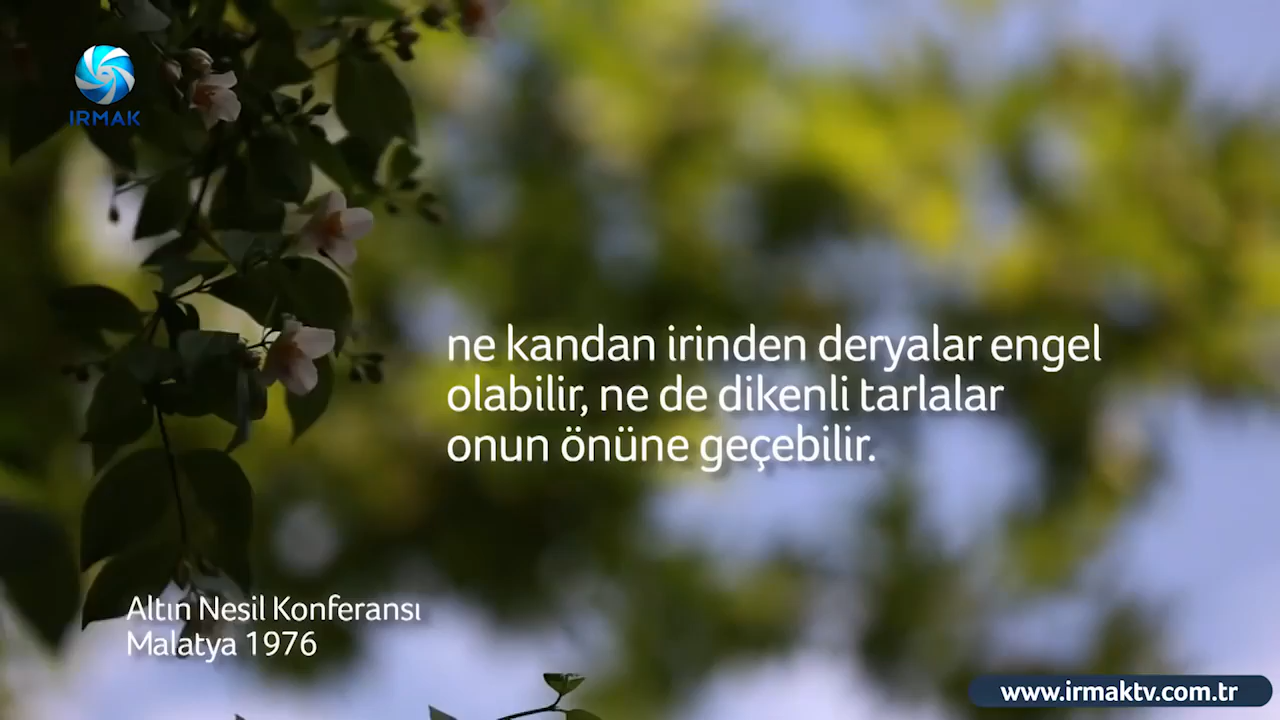 IRMAK
ne kandan irinden deryalar engel
olabilir, ne de dikenli tarlalar
onun önüne geçebilir.
Altın Nesil Konferansı
Malatya 1976
www.irmaktv.com.tr